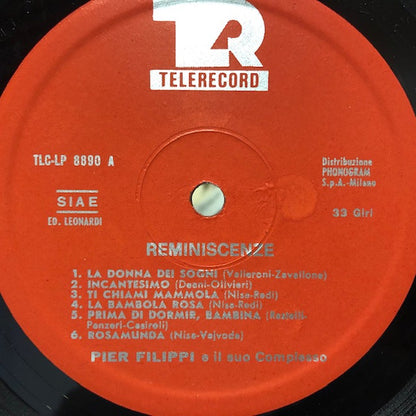 TR
TELERECORD
TLC-LP 8890 A
Distribuzione
PHONOGRAM
S.p.A.-Milano
SIAE
ED. LEONARDI
33 Giri
REMINISCENZE
1. LA DONNA DEI SOGNI (Valleroni-Zavallone)
2. INCANTESIMO (Deani-Olivieri)
3. TI CHIAMI MAMMOLA (Nisa-Redi)
4. LA BAMBOLA ROSA (Nisa-Redi)
5. PRIMA DI DORMIR, BAMBINA (Rastelli-
Panzeri-Casiroli)
6. ROSAMUNDA (Nisa-Vejvoda)
PIER FILIPPI e il suo Complesso